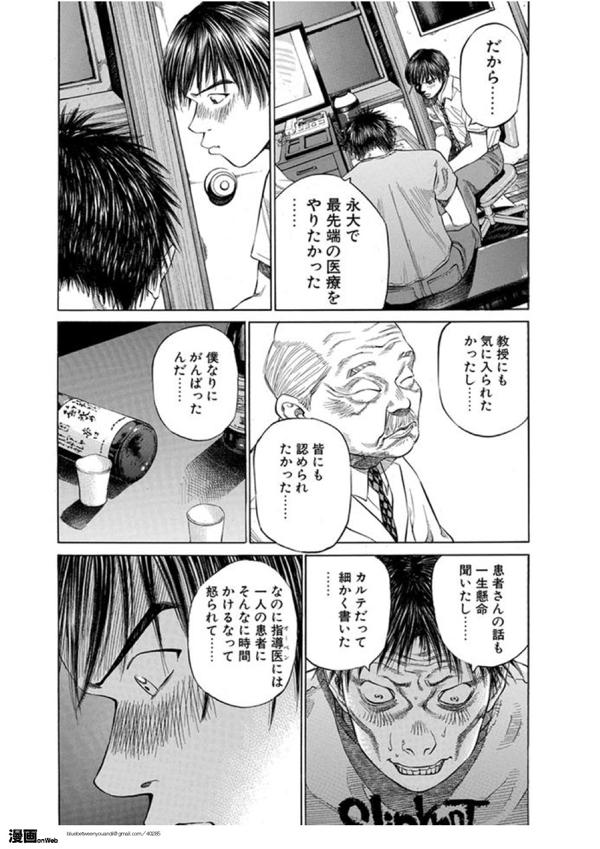 だから……
永大で
最先端の医療を
やりたかった
……
教授にも
気に入られた
かったし……
皆にも
認められ
たかった……
僕なりに
がんばった
んだ……
患者さんの話も
一生懸命
聞いたし…
カルテだって
細かく書いた
……
なのに指導医には
オーベン
一人の患者に
そんなに時間
かけるなって
怒られて……
SlipknoT
漫画 on Web